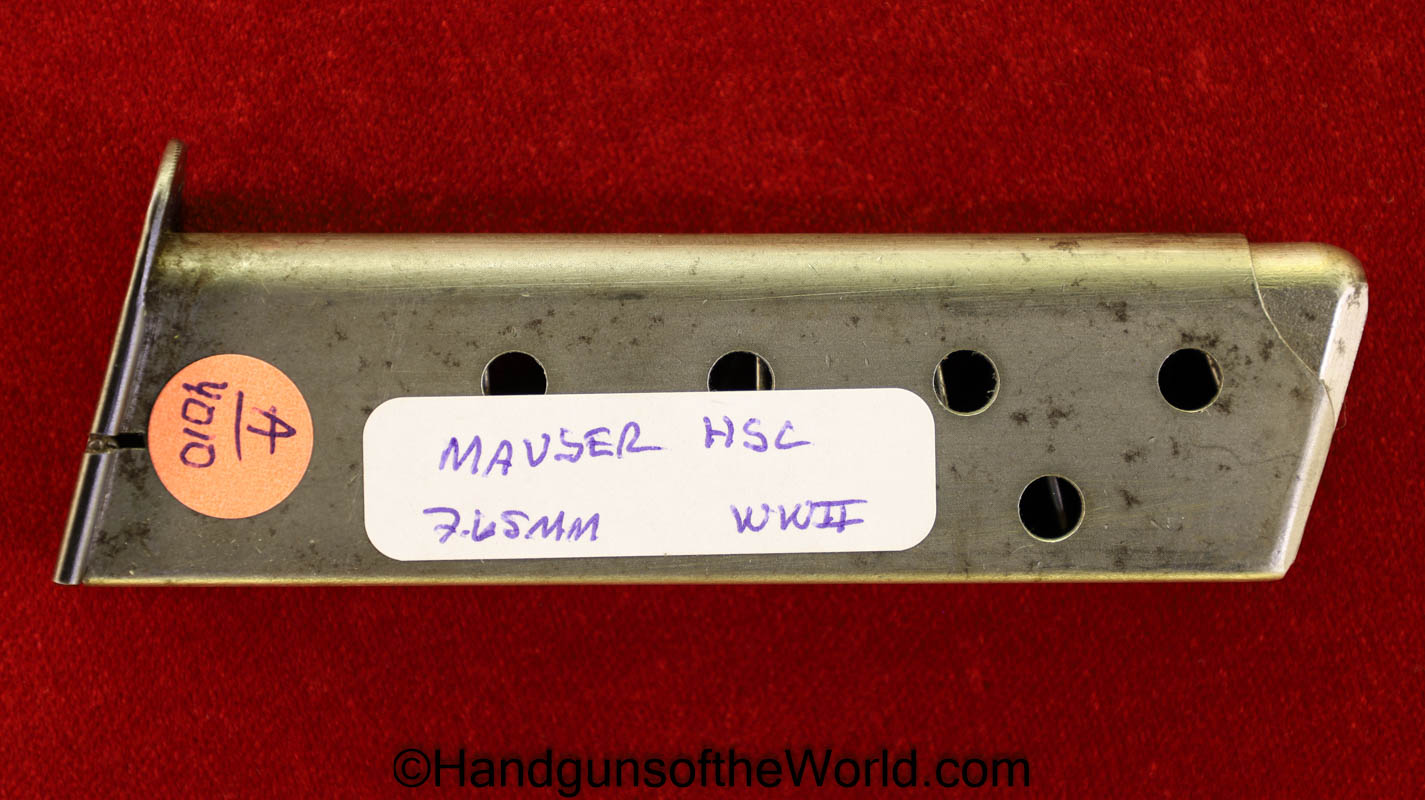 A
4010
MAUSER HSC
7.65MM WWII
©HandgunsoftheWorld.com